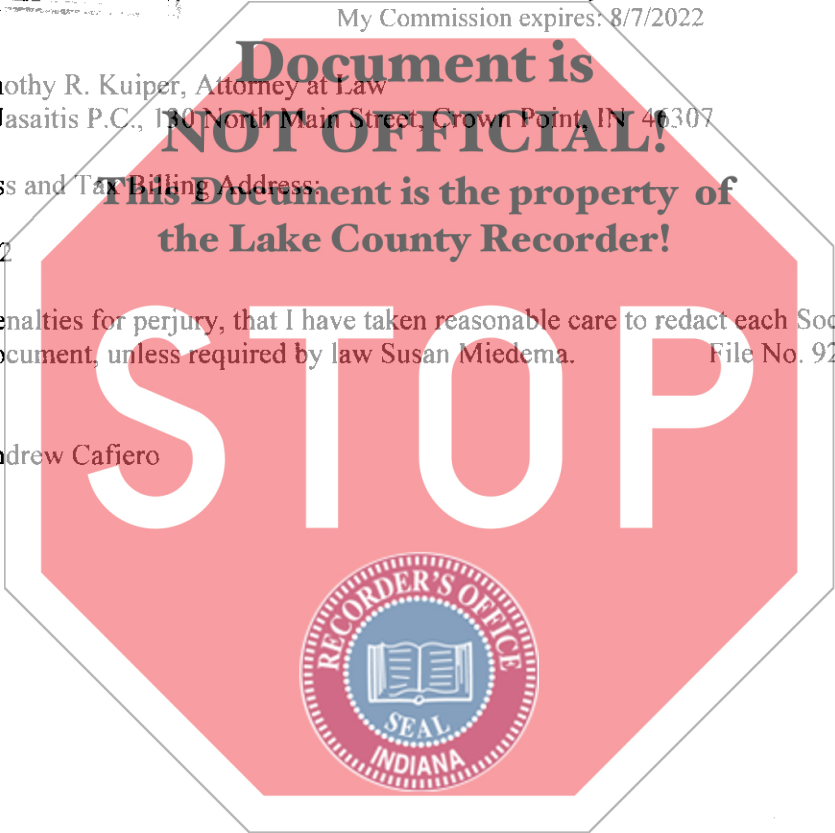 My Commission expires: 8/7/2022
Document is
othy R. Kuiper, Attorney at Law
Jasaitis P.C., 130 North Main Street, Crown Point, IN 46307
NOT OFFICIAL!
ss and Tax Billing Address:
This Document is the property of
the Lake County Recorder!
2
enalties for perjury, that I have taken reasonable care to redact each Soc
ocument, unless required by law Susan Miedema. File No. 92
STOP
drew Cafiero
RECORDER'S OFFICE
SEAL
INDIANA